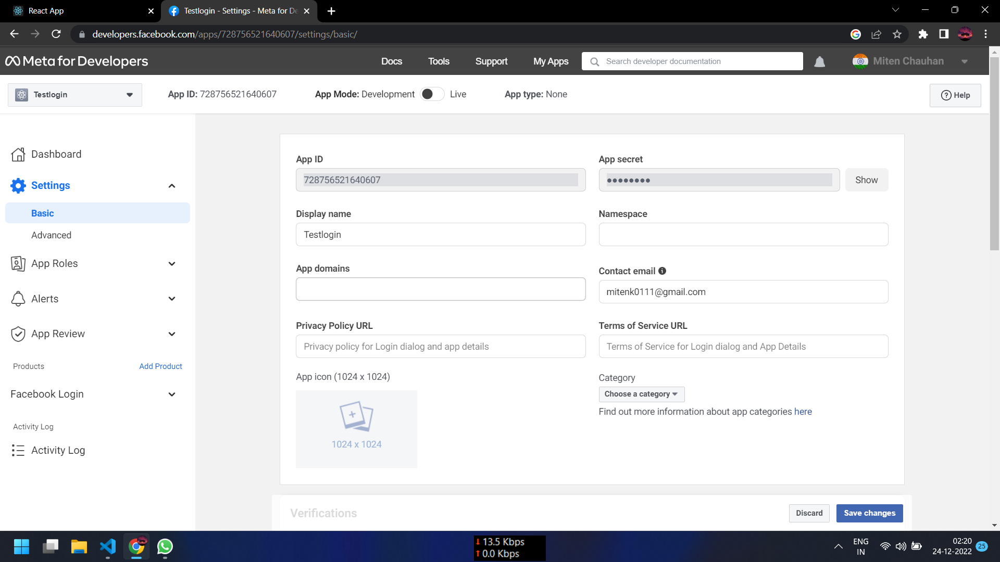 React App
Testlogin - Settings - Meta for De
developers.facebook.com/apps/728756521640607/settings/basic/
Meta for Developers
Docs
Tools
Support
My Apps
Search developer documentation
Miten Chauhan
Testlogin
App ID: 728756521640607
App Mode: Development
Live
App type: None
Help
Dashboard
Settings
Basic
Advanced
App Roles
Alerts
App Review
Products
Add Product
Facebook Login
Activity Log
Activity Log
App ID
728756521640607
App secret
●●●●●●●●
Show
Display name
Testlogin
Namespace
App domains
Contact email
mitenk0111@gmail.com
Privacy Policy URL
Privacy policy for Login dialog and app details
Terms of Service URL
Terms of Service for Login dialog and App Details
App icon (1024 x 1024)
1024 x 1024
Category
Choose a category
Find out more information about app categories here
Verifications
Discard
Save changes
13.5 Kbps
0.0 Kbps
ENG
IN
02:20
24-12-2022
25